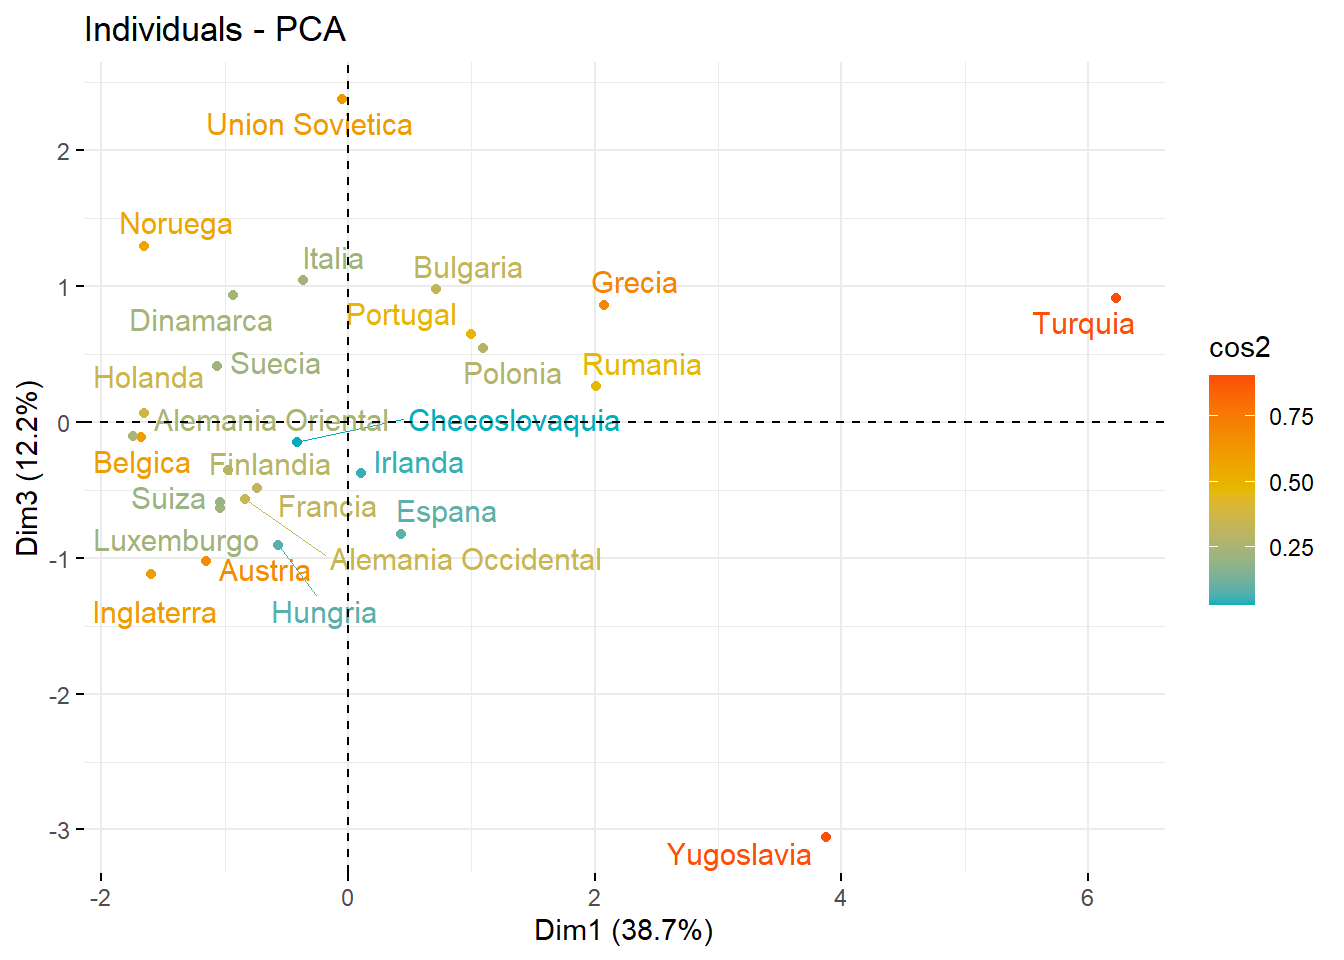 Individuals - PCA
Union Sovietica
Noruega
Italia
Bulgaria
Grecia
Turquia
Dinamarca
Portugal
Suecia
Polonia
Rumania
Holanda
Alemania Oriental
Checoslovaquia
Belgica
Finlandia
Irlanda
Suiza
Francia
Espana
Luxemburgo
Alemania Occidental
Austria
Inglaterra
Hungria
Yugoslavia
2
1
0
-1
-2
-3
Dim3 (12.2%)
-2
0
2
4
6
Dim1 (38.7%)
cos2
0.75
0.50
0.25